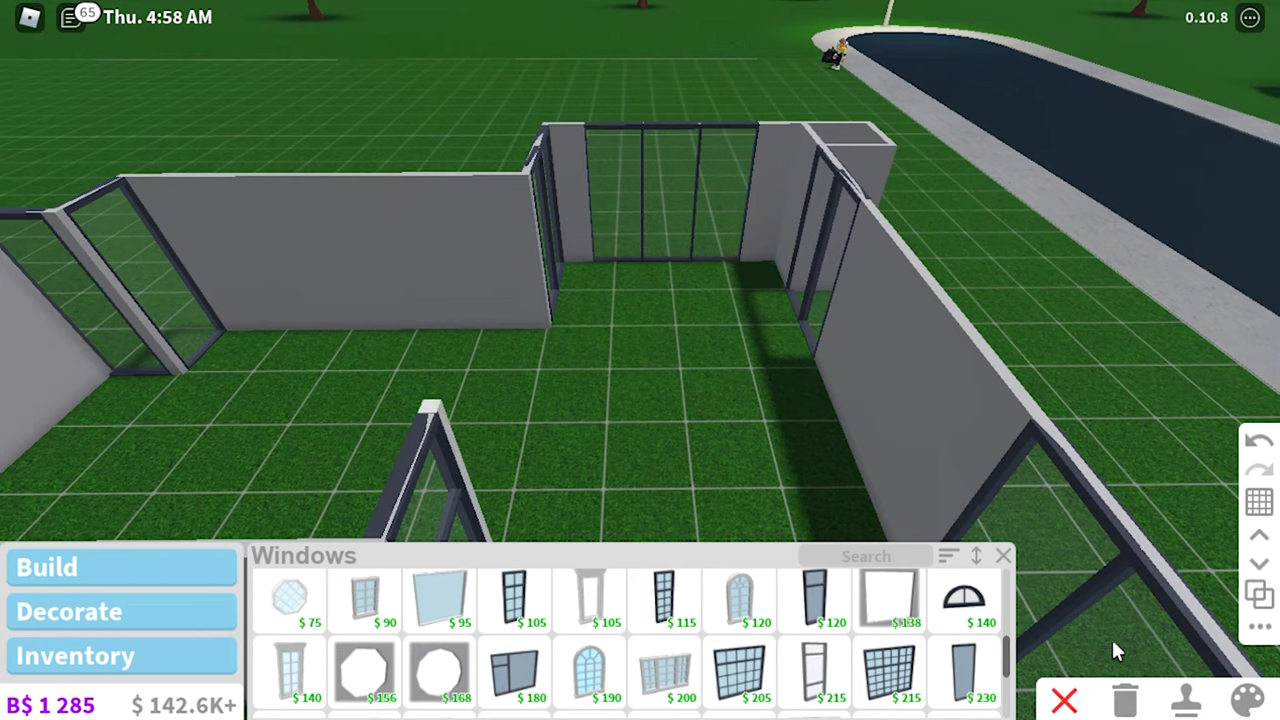 65
Thu. 4:58 AM
0.10.8
Windows
Search
$ 75
$ 90
$ 95
$ 105
$ 105
$ 115
$ 120
$ 120
$ 138
$ 140
$ 140
$ 156
$ 168
$ 180
$ 190
$ 200
$ 205
$ 215
$ 215
$ 230
Build
Decorate
Inventory
B$ 1 285
$ 142.6K+